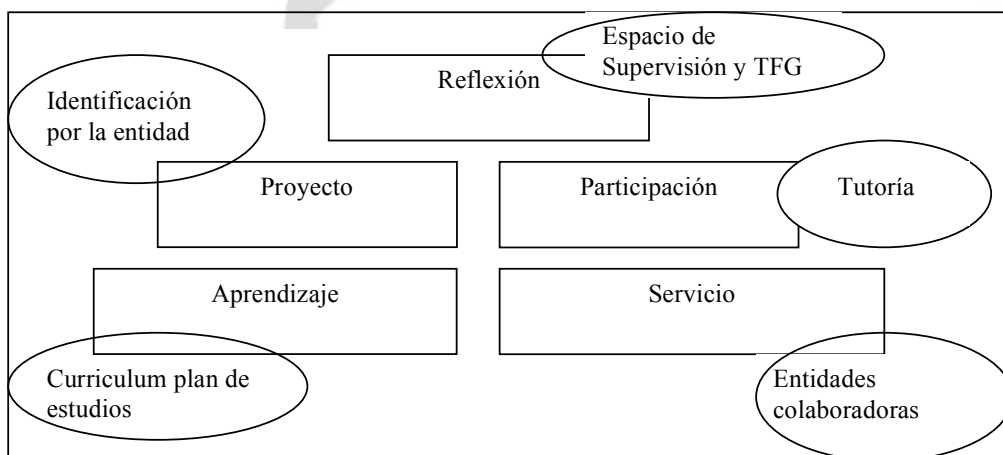 Espacio de
Supervisión y TFG
Reflexión
Identificación
por la entidad
Proyecto
Participación
Tutoría
Aprendizaje
Servicio
Curriculum plan de
estudios
Entidades
colaboradoras